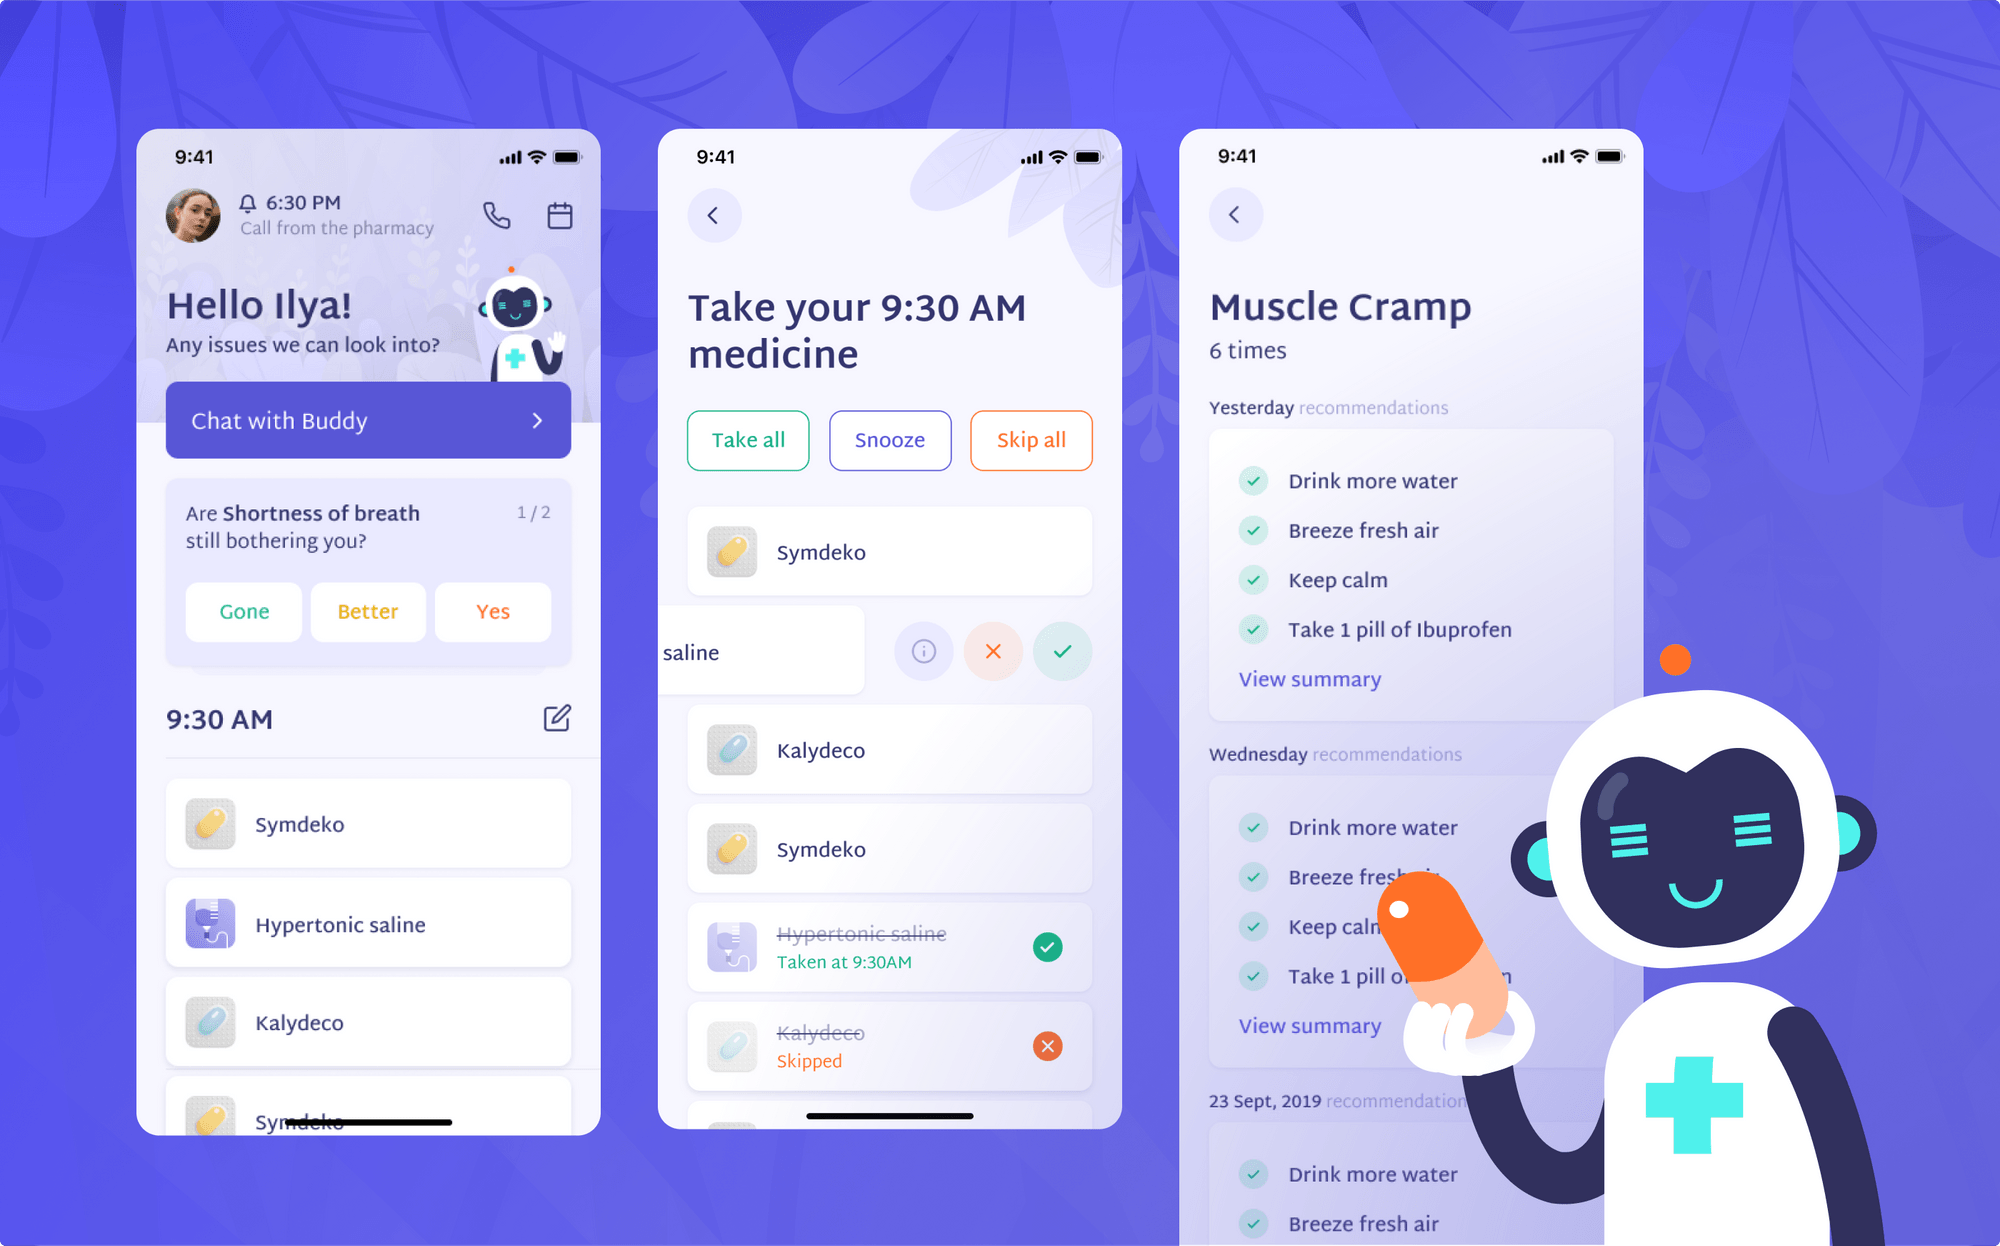 9:41
6:30 PM
Call from the pharmacy
Hello Ilya!
Any issues we can look into?
Chat with Buddy
Are Shortness of breath
still bothering you?
1 / 2
Gone
Better
Yes
9:30 AM
Symdeko
Hypertonic saline
Kalydeco
Symdeko
9:41
Take your 9:30 AM
medicine
Take all
Snooze
Skip all
Symdeko
saline
Kalydeco
Symdeko
Hypertonic saline
Taken at 9:30AM
Kalydeco
Skipped
9:41
Muscle Cramp
6 times
Yesterday recommendations
Drink more water
Breeze fresh air
Keep calm
Take 1 pill of Ibuprofen
View summary
Wednesday recommendations
Drink more water
Breeze fresh
Keep calm
Take 1 pill of
View summary
23 Sept, 2019 recommendation
Drink more water
Breeze fresh air